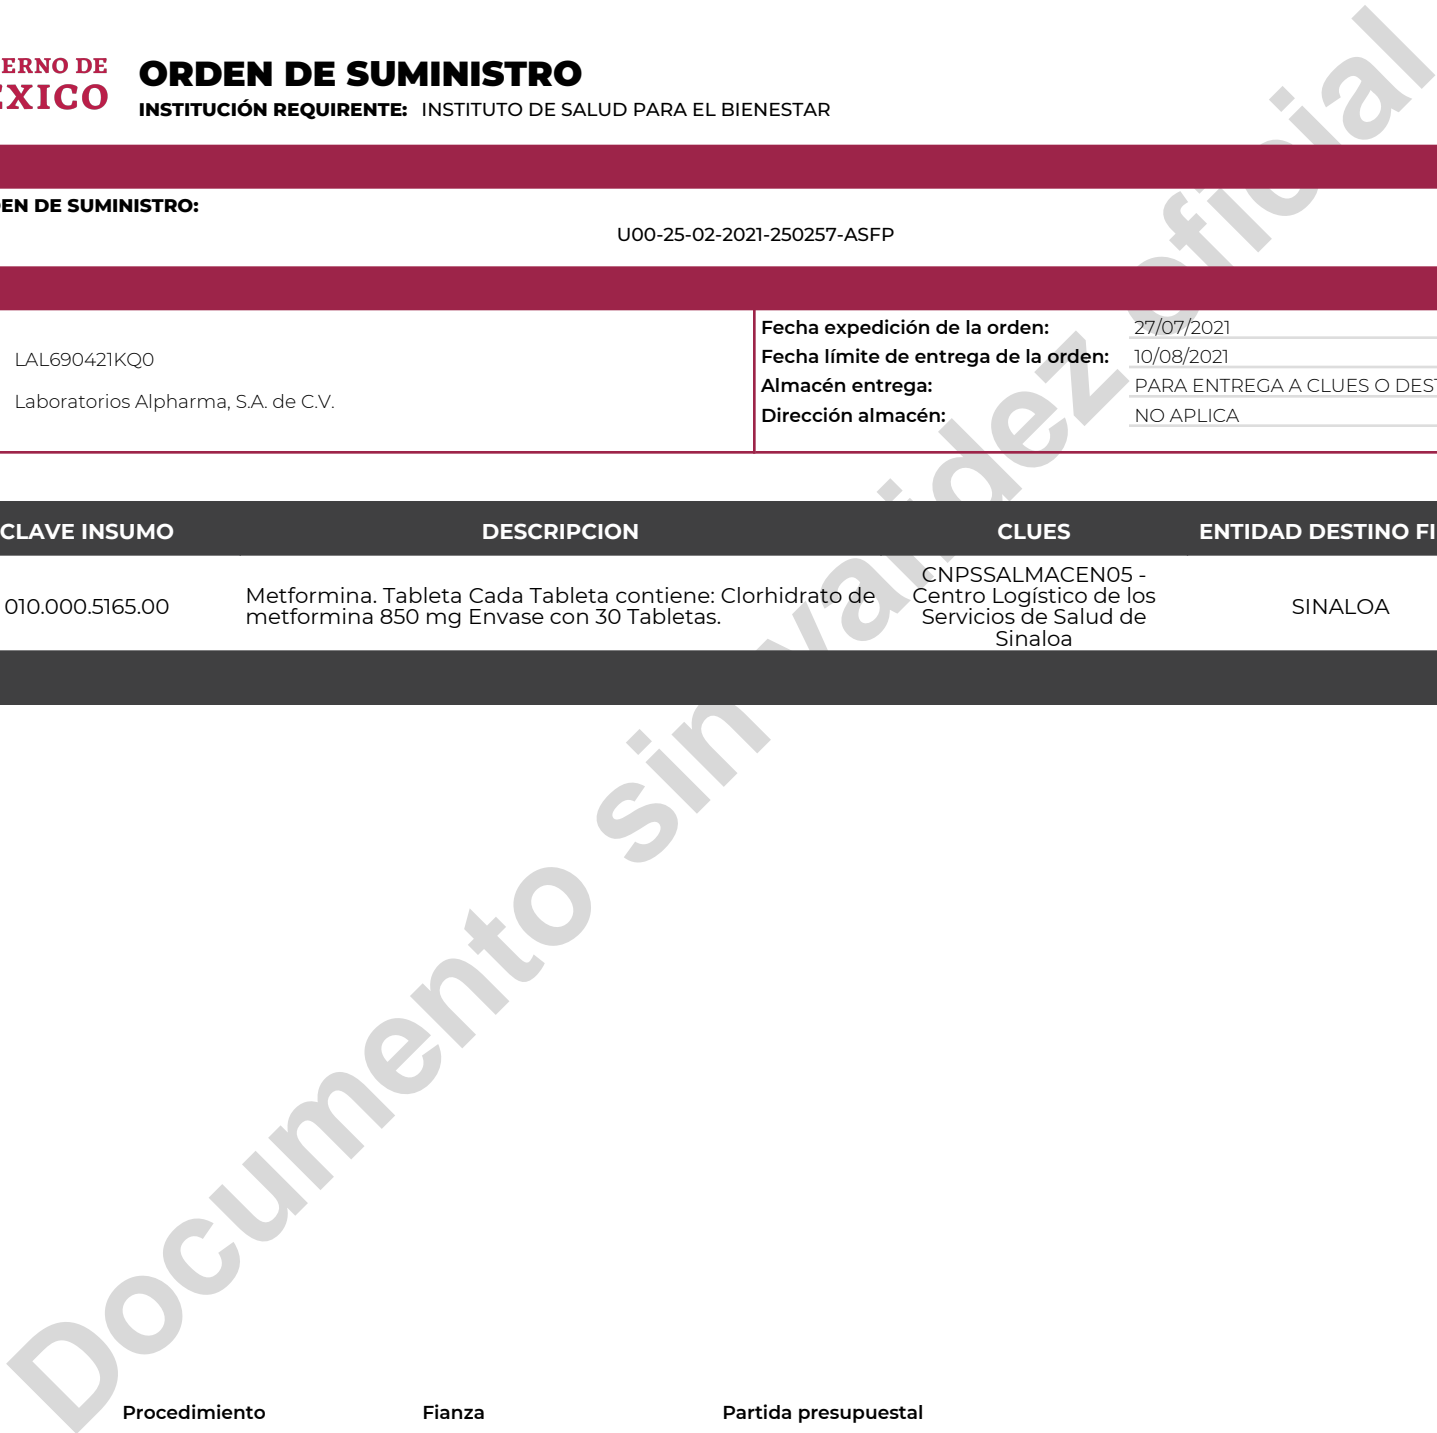 ERNO DE
EXICO
ORDEN DE SUMINISTRO
INSTITUCIÓN REQUIRENTE: INSTITUTO DE SALUD PARA EL BIENESTAR
EN DE SUMINISTRO:
U00-25-02-2021-250257-ASFP
LAL690421KQ0
Laboratorios Alpharma, S.A. de C.V.
Fecha expedición de la orden: 27/07/2021
Fecha límite de entrega de la orden: 10/08/2021
Almacén entrega: PARA ENTREGA A CLUES O DEST
Dirección almacén: NO APLICA
CLAVE INSUMO DESCRIPCION CLUES ENTIDAD DESTINO FI
010.000.5165.00
Metformina. Tableta Cada Tableta contiene: Clorhidrato de
metformina 850 mg Envase con 30 Tabletas.
CNPSSALMACEN05 -
Centro Logístico de los
Servicios de Salud de
Sinaloa
SINALOA
Documento sin validez oficial
Procedimiento Fianza Partida presupuestal